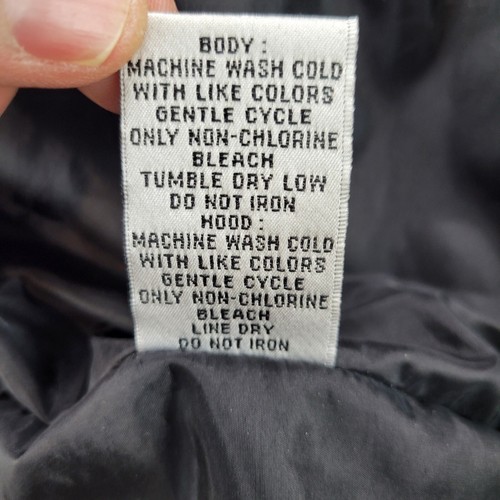 BODY:
MACHINE WASH COLD
WITH LIKE COLORS
GENTLE CYCLE
ONLY NON-CHLORINE
BLEACH
TUMBLE DRY LOW
DO NOT IRON
HOOD:
MACHINE WASH COLD
WITH LIKE COLORS
GENTLE CYCLE
ONLY NON-CHLORINE
BLEACH
LINE DRY
DO NOT IRON